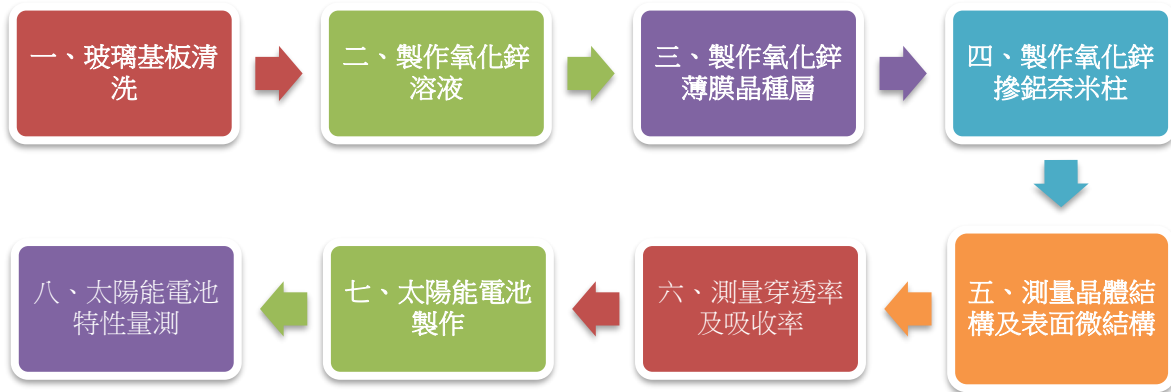 一、玻璃基板清
洗
二、製作氧化鋅
溶液
三、製作氧化鋅
薄膜晶種層
四、製作氧化鋅
摻鋁奈米柱
五、測量晶體結
構及表面微結構
六、測量穿透率
及吸收率
七、太陽能電池
製作
八、太陽能電池
特性量測